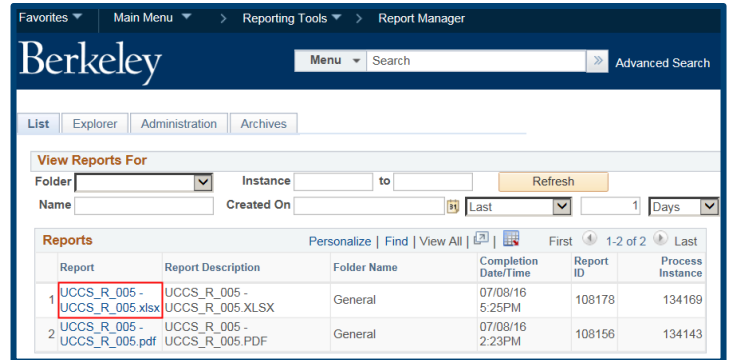 Favorites Main Menu > Reporting Tools > Report Manager
Berkeley Menu Search » Advanced Search
List Explorer Administration Archives
View Reports For
Folder Instance to Refresh
Name Created On 31 Last 1 Days
Reports Personalize | Find | View All | | First 1-2 of 2 Last
Report Report Description Folder Name Completion Date/Time Report ID Process Instance
1 UCCS_R_005 - UCCS_R_005.xlsx UCCS_R_005 - UCCS_R_005.XLSX General 07/08/16 5:25PM 108178 134169
2 UCCS_R_005 - UCCS_R_005.pdf UCCS_R_005 - UCCS_R_005.PDF General 07/08/16 2:23PM 108156 134143